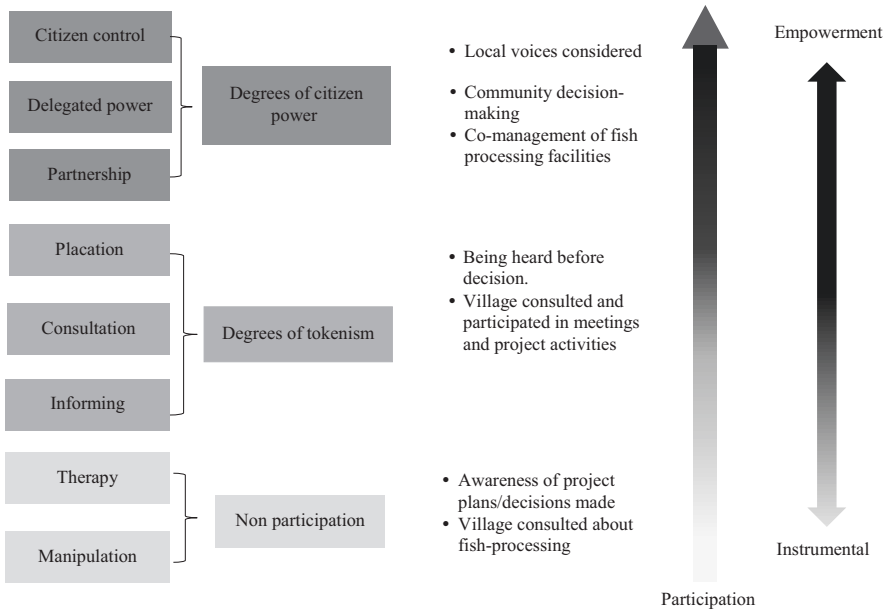 Citizen control
Delegated power
Partnership
Degrees of citizen
power
• Local voices considered
• Community decision-
making
• Co-management of fish
processing facilities
Placation
Consultation
Informing
Degrees of tokenism
• Being heard before
decision.
• Village consulted and
participated in meetings
and project activities
Therapy
Manipulation
Non participation
• Awareness of project
plans/decisions made
• Village consulted about
fish-processing
Participation
Empowerment
Instrumental